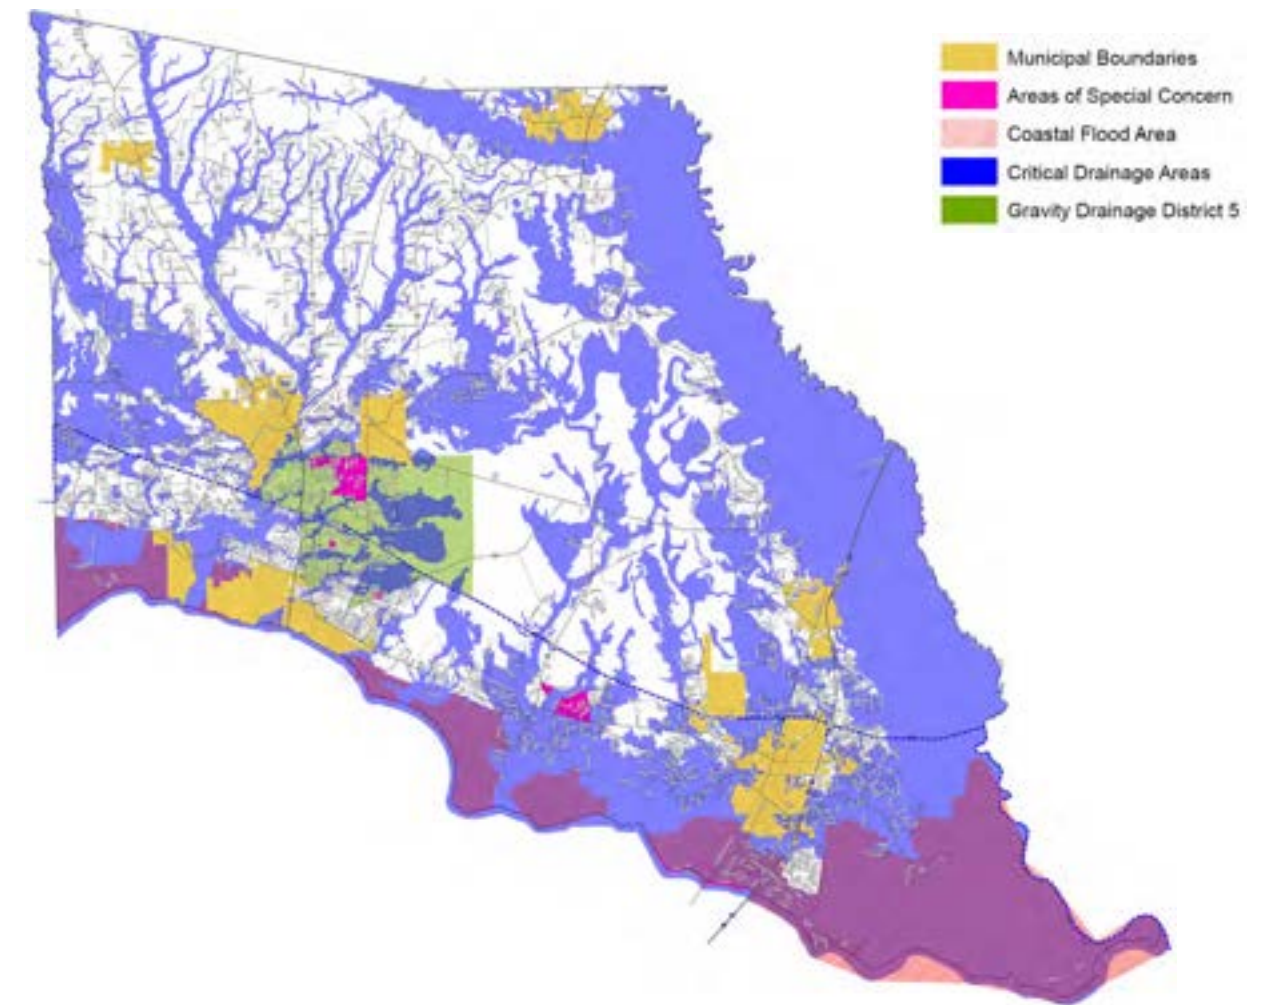 Municipal Boundaries
Areas of Special Concern
Coastal Flood Area
Critical Drainage Areas
Gravity Drainage District 5